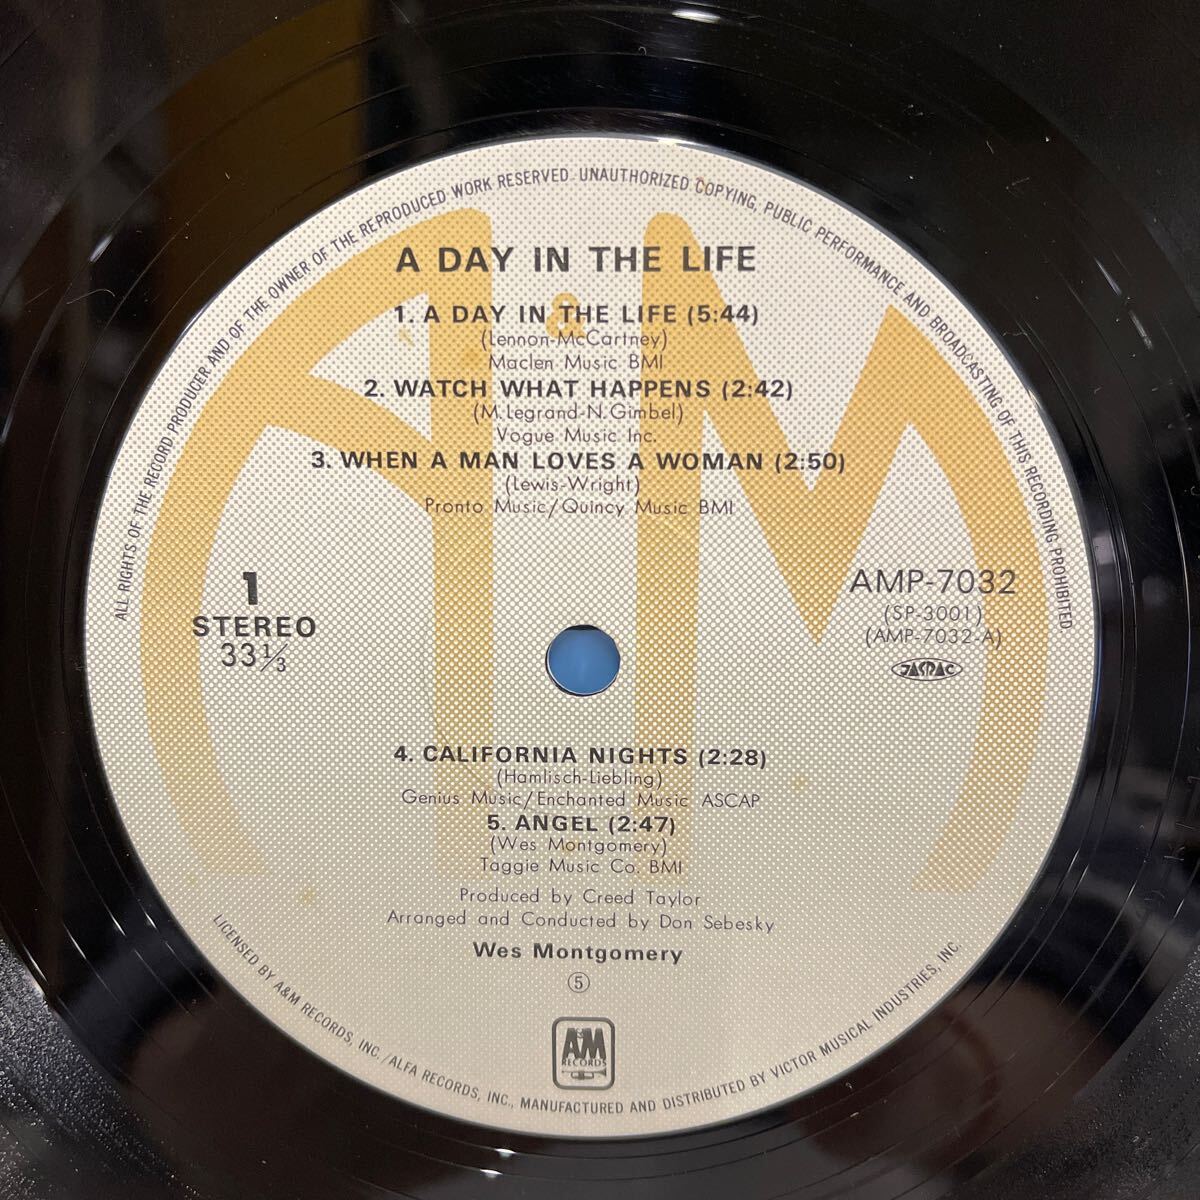 ALL RIGHTS OF THE RECORD PRODUCER AND OF THE OWNER OF THE REPRODUCED WORK RESERVED UNAUTHORIZED COPYING, PUBLIC PERFORMANCE AND BROADCASTING OF THIS RECORDING PROHIBITED.
A DAY IN THE LIFE
1. A DAY IN THE LIFE (5:44)
(Lennon-McCartney)
Maclen Music BMI
2. WATCH WHAT HAPPENS (2:42)
(M.Legrand-N.Gimbel)
Vogue Music Inc.
3. WHEN A MAN LOVES A WOMAN (2:50)
(Lewis-Wright)
Pronto Music/Quincy Music BMI
1
STEREO
33 1/3
AMP-7032
(SP-3001)
(AMP-7032-A)
JASRAC
4. CALIFORNIA NIGHTS (2:28)
(Hamlisch-Liebling)
Genius Music/Enchanted Music ASCAP
5. ANGEL (2:47)
(Wes Montgomery)
Taggie Music Co. BMI
Produced by Creed Taylor
Arranged and Conducted by Don Sebesky
Wes Montgomery
⑤
A&M
RECORDS
LICENSED BY A&M RECORDS, INC./ALFA RECORDS, INC., MANUFACTURED AND DISTRIBUTED BY VICTOR MUSICAL INDUSTRIES, INC.
A&M